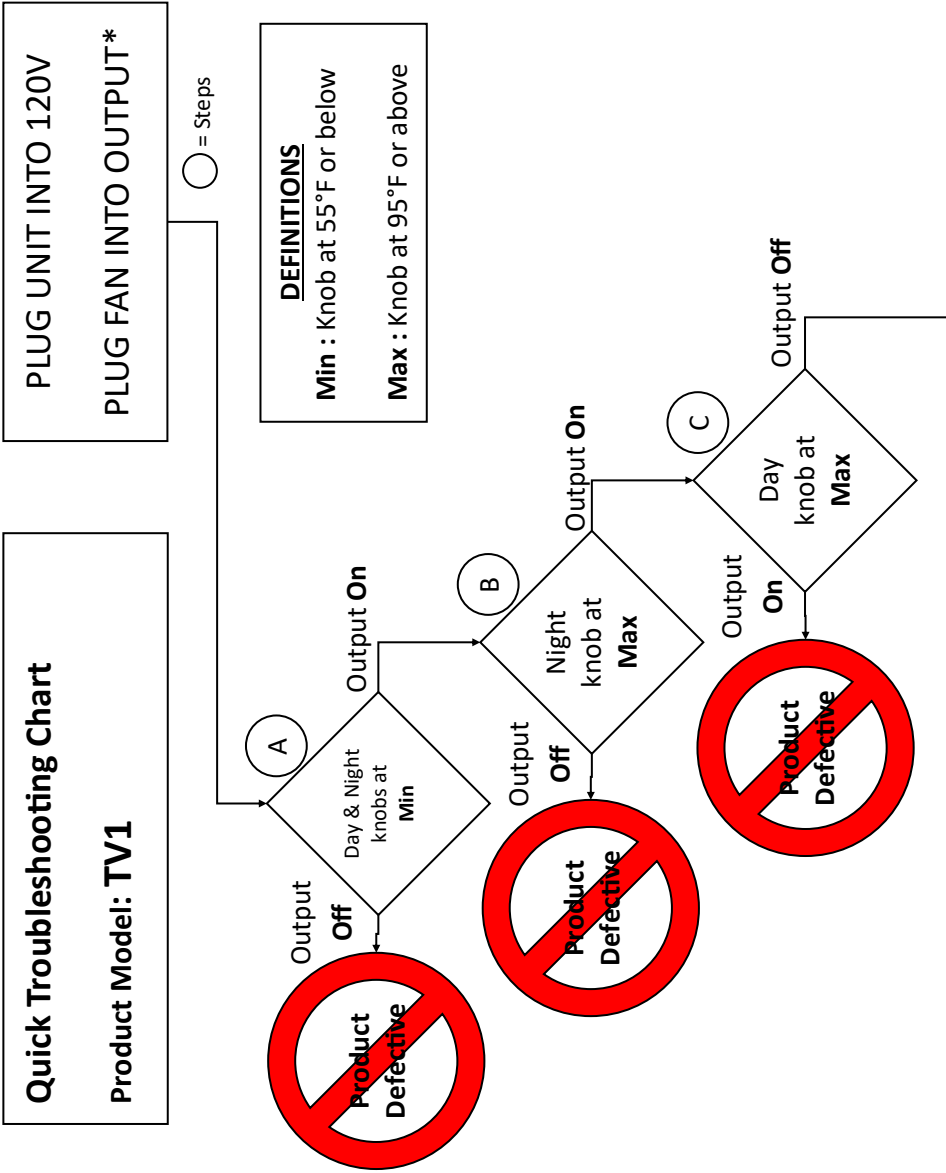 Quick Troubleshooting Chart
Product Model: TV1
PLUG UNIT INTO 120V
PLUG FAN INTO OUTPUT*
= Steps
DEFINITIONS
Min : Knob at 55°F or below
Max : Knob at 95°F or above
A
Day & Night
knobs at
Min
Output
Off
Product
Defective
Output On
B
Night
knob at
Max
Output
Off
Product
Defective
Output On
C
Day
knob at
Max
Output
On
Product
Defective
Output Off